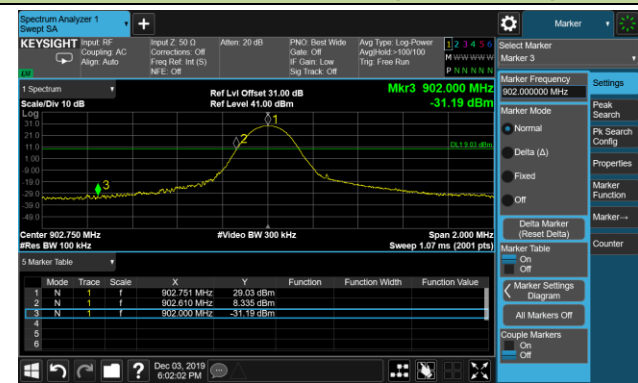 Spectrum Analyzer 1
Swept SA
+
Marker
KEYSIGHT
Input: RF
Coupling: AC
Align: Auto
Input Z: 50 Ω
Corrections: Off
Freq Ref: Int (S)
NFE: Off
Atten: 20 dB
PNO: Best Wide
Gate: Off
IF Gain: Low
Sig Track: Off
Avg Type: Log-Power
Avg|Hold:>100/100
Trig: Free Run
1 2 3 4 5 6
M W W W W W
P N N N N N
LXI
Select Marker
Marker 3
1 Spectrum
Scale/Div 10 dB
Ref Lvl Offset 31.00 dB
Ref Level 41.00 dBm
Mkr3 902.000 MHz
-31.19 dBm
Log
31.0
21.0
11.0
1.00
-9.00
-19.0
-29.0
-39.0
-49.0
1
2
3
DL1 9.03 dBm
Center 902.750 MHz
#Res BW 100 kHz
#Video BW 300 kHz
Span 2.000 MHz
Sweep 1.07 ms (2001 pts)
5 Marker Table
Mode Trace Scale X Y Function Function Width Function Value
1 N 1 f 902.751 MHz 29.03 dBm
2 N 1 f 902.610 MHz 8.335 dBm
3 N 1 f 902.000 MHz -31.19 dBm
4
5
6
Marker Frequency
902.000000 MHz
Marker Mode
Normal
Delta (Δ)
Fixed
Off
Delta Marker
(Reset Delta)
Marker Table
On
Off
Marker Settings
Diagram
All Markers Off
Couple Markers
On
Off
Settings
Peak
Search
Pk Search
Config
Properties
Marker
Function
Marker→
Counter
?
Dec 03, 2019
6:02:02 PM